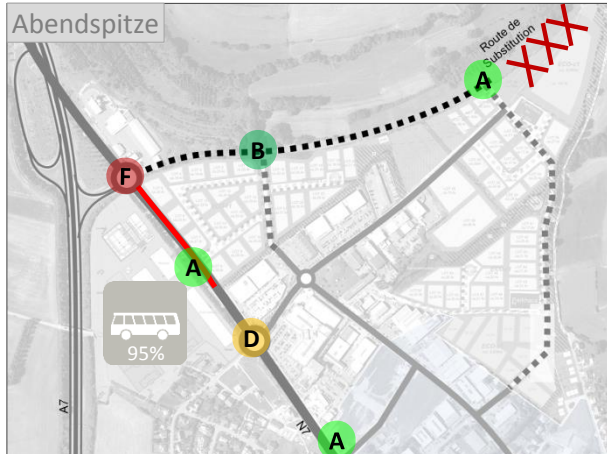 Abendspitze
Route de
Substitution
A
B
F
A
95%
D
A7
N7
A